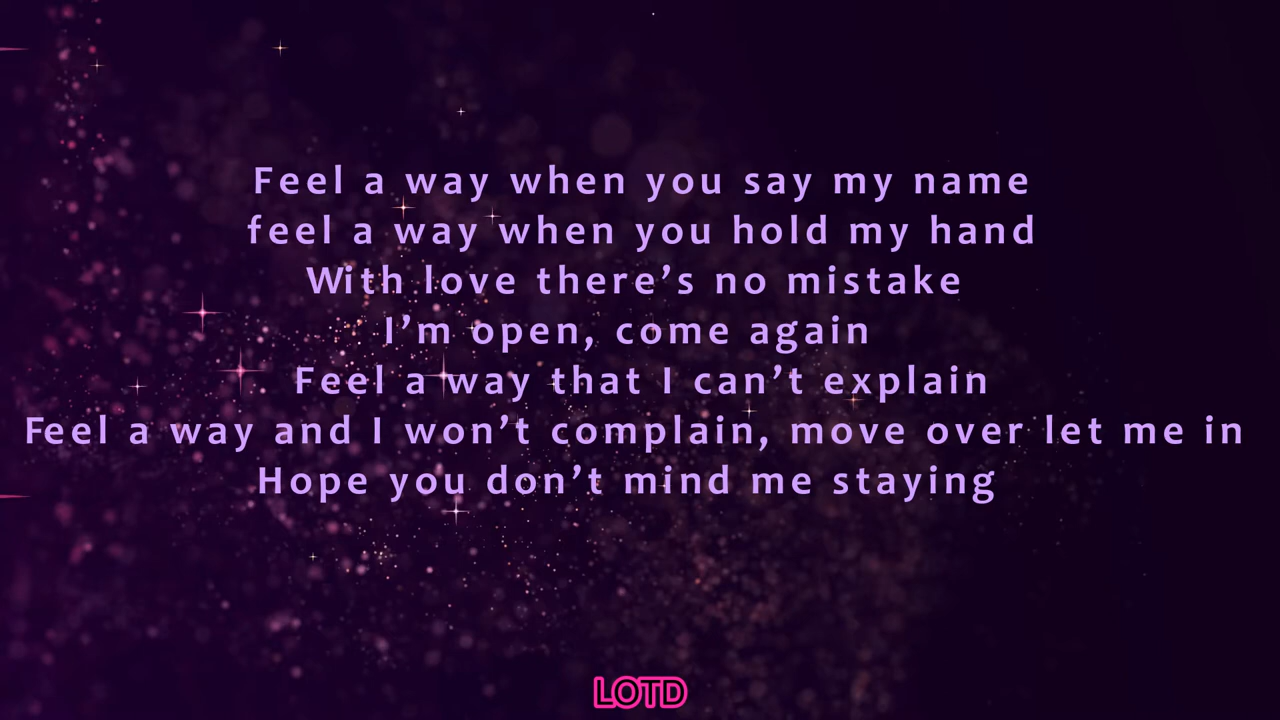 Feel a way when you say my name
feel a way when you hold my hand
With love there’s no mistake
I’m open, come again
Feel a way that I can’t explain
Feel a way and I won’t complain, move over let me in
Hope you don’t mind me staying
LOTD